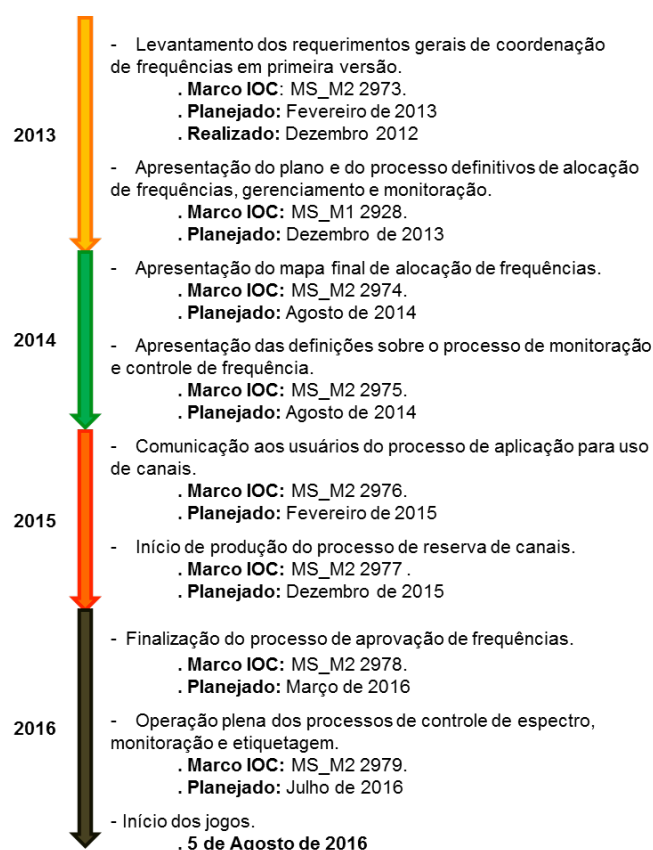 - Levantamento dos requerimentos gerais de coordenação
de frequências em primeira versão.
. Marco IOC: MS_M2 2973.
. Planejado: Fevereiro de 2013
. Realizado: Dezembro 2012
2013
- Apresentação do plano e do processo definitivos de alocação
de frequências, gerenciamento e monitoração.
. Marco IOC: MS_M1 2928.
. Planejado: Dezembro de 2013
- Apresentação do mapa final de alocação de frequências.
. Marco IOC: MS_M2 2974.
. Planejado: Agosto de 2014
2014
- Apresentação das definições sobre o processo de monitoração
e controle de frequência.
. Marco IOC: MS_M2 2975.
. Planejado: Agosto de 2014
- Comunicação aos usuários do processo de aplicação para uso
de canais.
. Marco IOC: MS_M2 2976.
. Planejado: Fevereiro de 2015
2015
- Início de produção do processo de reserva de canais.
. Marco IOC: MS_M2 2977 .
. Planejado: Dezembro de 2015
- Finalização do processo de aprovação de frequências.
. Marco IOC: MS_M2 2978.
. Planejado: Março de 2016
2016
- Operação plena dos processos de controle de espectro,
monitoração e etiquetagem.
. Marco IOC: MS_M2 2979.
. Planejado: Julho de 2016
- Início dos jogos.
. 5 de Agosto de 2016